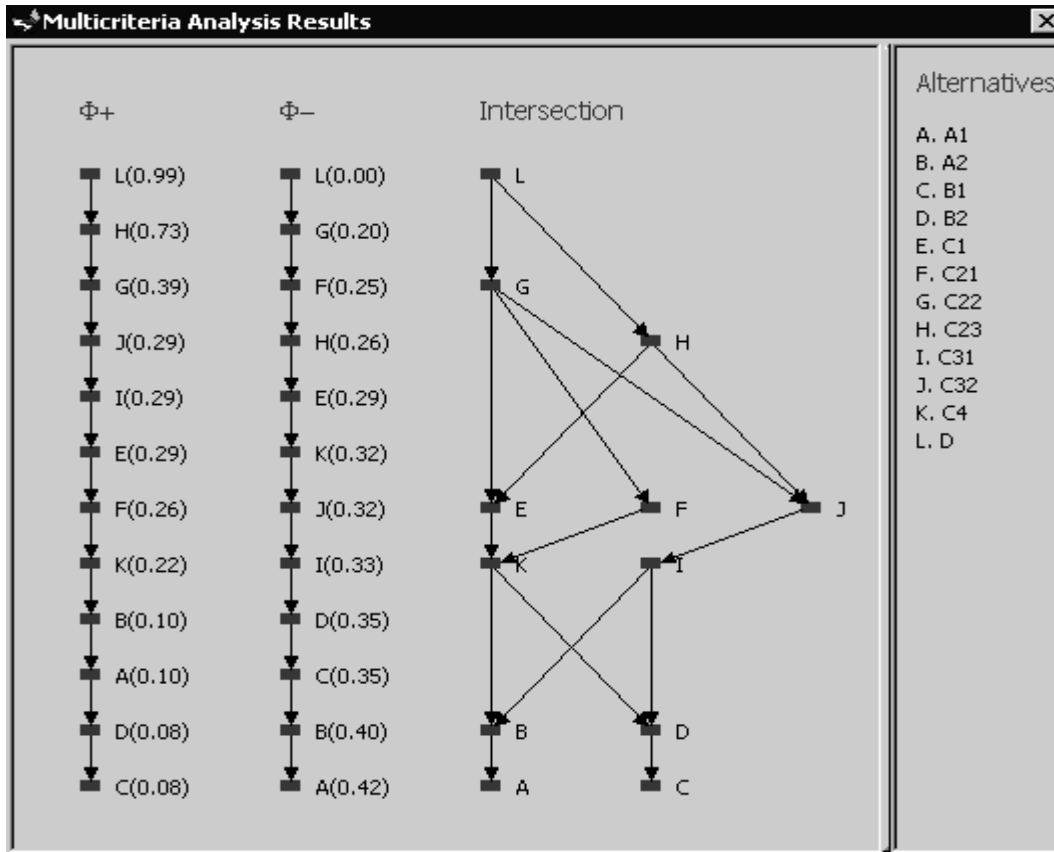 Multicriteria Analysis Results
Φ+
L(0.99)
H(0.73)
G(0.39)
J(0.29)
I(0.29)
E(0.29)
F(0.26)
K(0.22)
B(0.10)
A(0.10)
D(0.08)
C(0.08)
Φ−
L(0.00)
G(0.20)
F(0.25)
H(0.26)
E(0.29)
K(0.32)
J(0.32)
I(0.33)
D(0.35)
C(0.35)
B(0.40)
A(0.42)
Intersection
L
G
H
E
F
J
K
I
B
D
A
C
Alternatives
A. A1
B. A2
C. B1
D. B2
E. C1
F. C21
G. C22
H. C23
I. C31
J. C32
K. C4
L. D